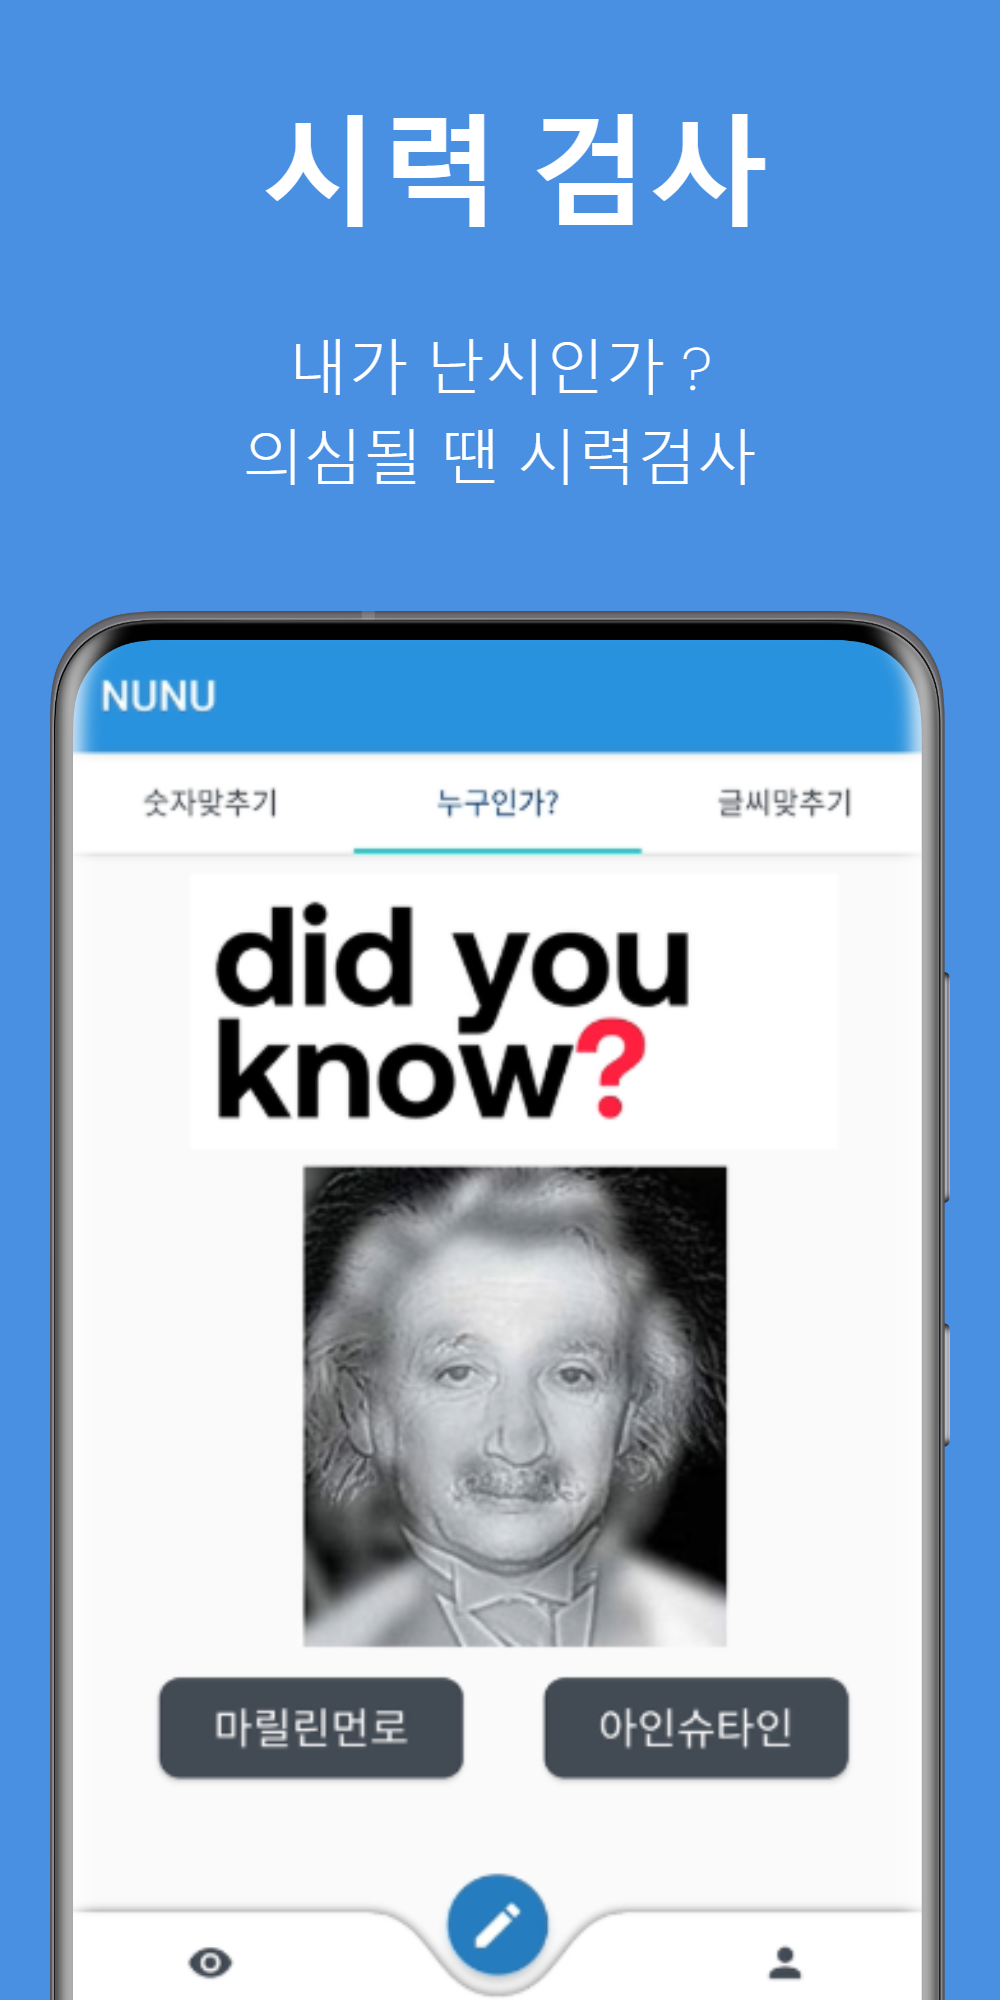 시력 검사
내가 난시인가 ?
의심될 땐 시력검사
NUNU
숫자맞추기
누구인가?
글씨맞추기
did you
know?
마릴린먼로
아인슈타인